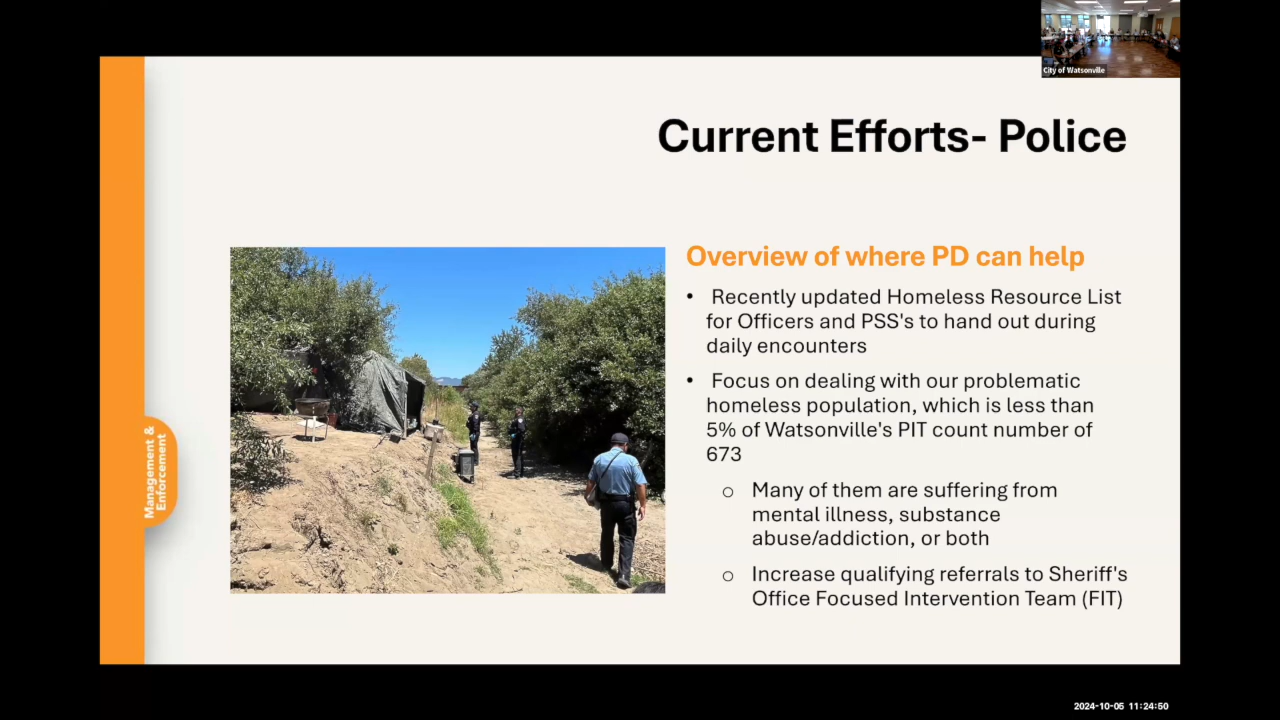 City of Watsonville
Current Efforts- Police
Overview of where PD can help
• Recently updated Homeless Resource List
for Officers and PSS's to hand out during
daily encounters
• Focus on dealing with our problematic
homeless population, which is less than
5% of Watsonville's PIT count number of
673
o Many of them are suffering from
mental illness, substance
abuse/addiction, or both
o Increase qualifying referrals to Sheriff's
Office Focused Intervention Team (FIT)
Management &
Enforcement
2024-10-05 11:24:50